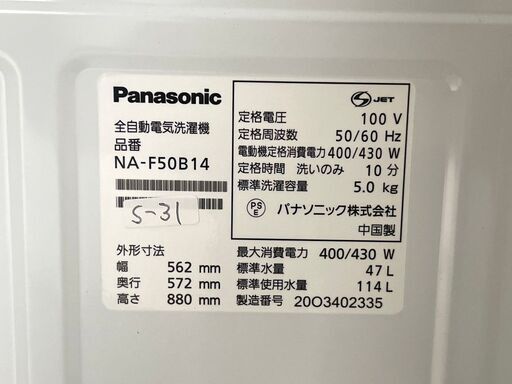 Panasonic
全自動電気洗濯機
品番
NA-F50B14
S-31
外形寸法
幅 562 mm
奥行 572 mm
高さ 880 mm
S JET
定格電圧 100 V
定格周波数 50/60 Hz
電動機定格消費電力 400/430 W
定格時間 洗いのみ 10 分
標準洗濯容量 5.0 kg
PS E パナソニック株式会社
中国製
最大消費電力 400/430 W
標準水量 47 L
標準使用水量 114 L
製造番号 20O3402335